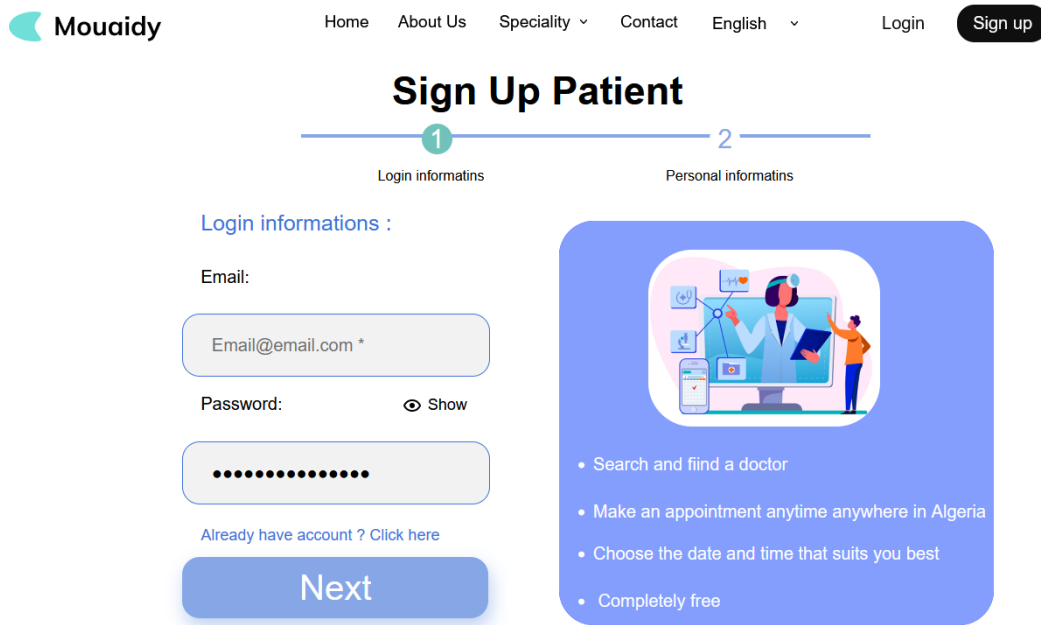 Mouaidy
Home About Us Speciality Contact English Login Sign up
Sign Up Patient
1 2
Login informatins Personal informatins
Login informations :
Email:
Email@email.com *
Password: Show
Already have account ? Click here
Next
Search and fiind a doctor
Make an appointment anytime anywhere in Algeria
Choose the date and time that suits you best
Completely free